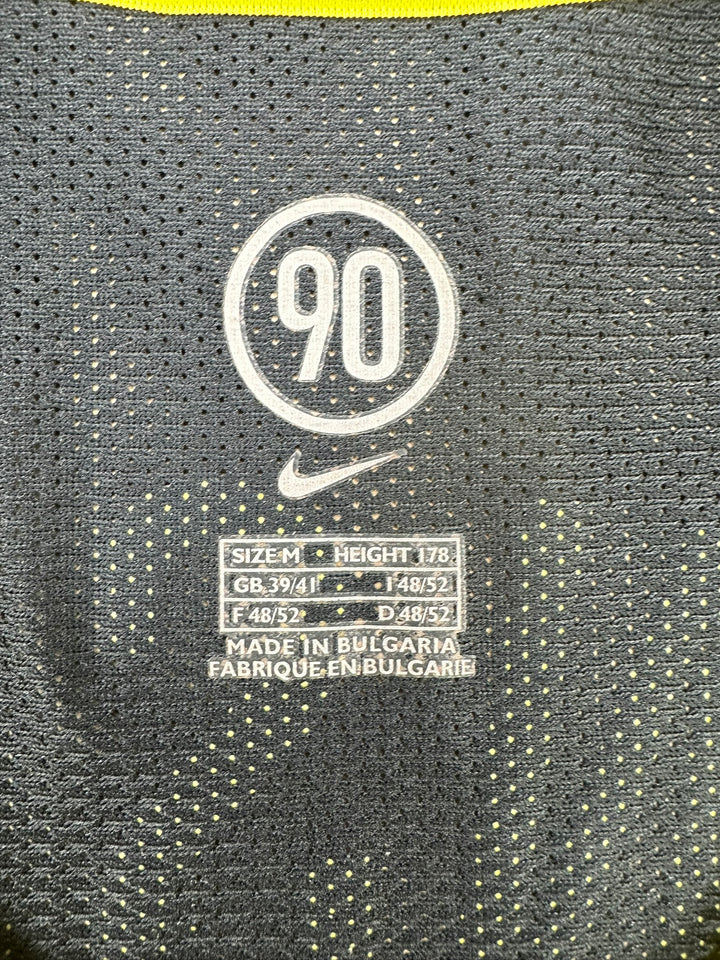 90
SIZE M HEIGHT 178
GB 39/41 I 48/52
F 48/52 D 48/52
MADE IN BULGARIA
FABRIQUE EN BULGARIE